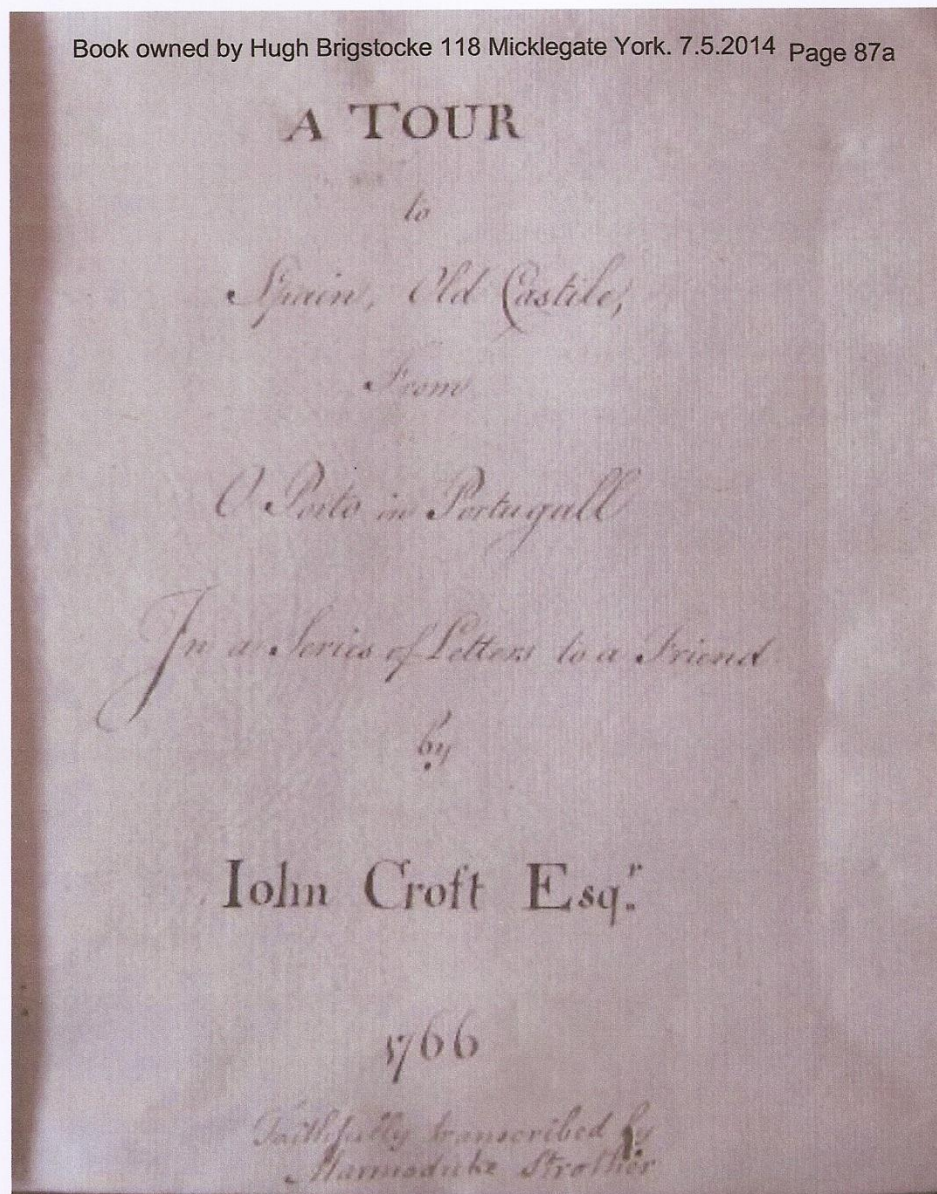 Book owned by Hugh Brigstocke 118 Micklegate York. 7.5.2014 Page 87a
A TOUR
to
Spain, Old Castile,
From
O Porto in Portugall
In a Series of Letters to a Friend
by
Iohn Croft Esqr.
1766
Faithfully transcribed by
Marmaduke Strother